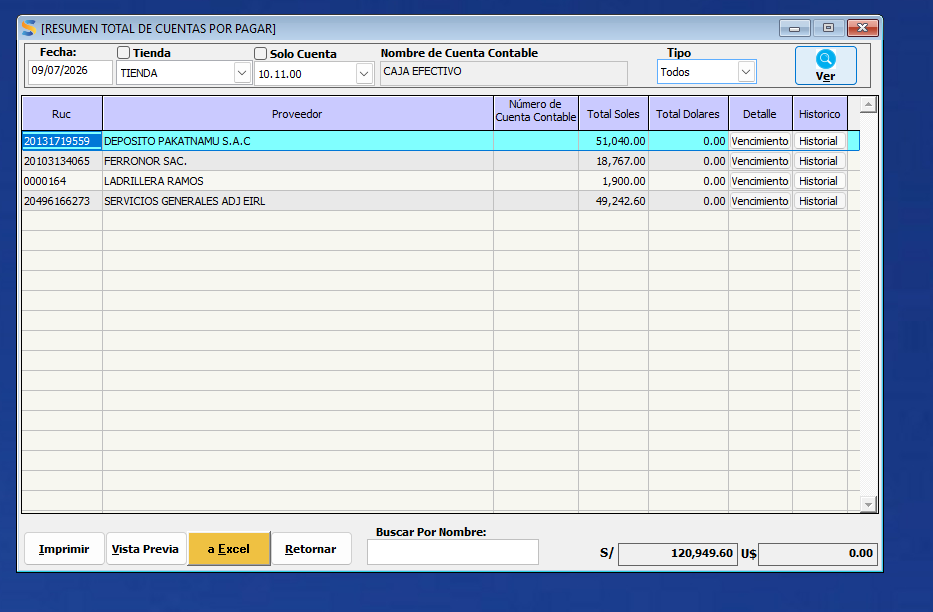 [RESUMEN TOTAL DE CUENTAS POR PAGAR]
Fecha: Tienda Solo Cuenta Nombre de Cuenta Contable Tipo
09/07/2026 TIENDA 10.11.00 CAJA EFECTIVO Todos Ver
Ruc Proveedor Número de Cuenta Contable Total Soles Total Dolares Detalle Historico
20131719559 DEPOSITO PAKATNAMU S.A.C 51,040.00 0.00 Vencimiento Historial
20103134065 FERRONOR SAC. 18,767.00 0.00 Vencimiento Historial
0000164 LADRILLERA RAMOS 1,900.00 0.00 Vencimiento Historial
20496166273 SERVICIOS GENERALES ADJ EIRL 49,242.60 0.00 Vencimiento Historial
Buscar Por Nombre:
Imprimir Vista Previa a Excel Retornar S/ 120,949.60 U$ 0.00